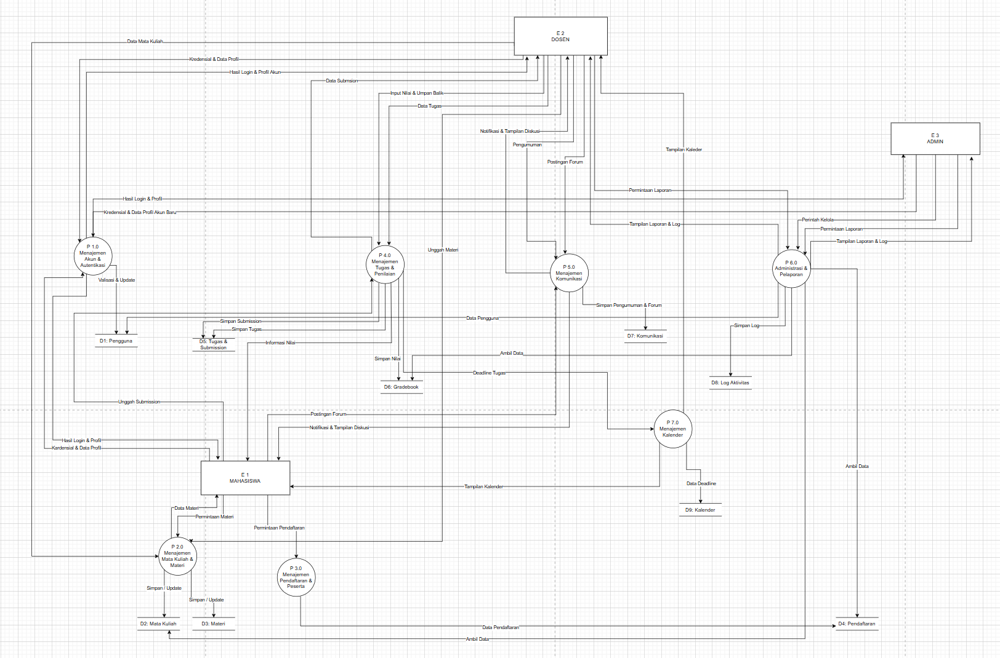 E 2
DOSEN
Data Mata Kuliah
Kredensial & Data Profil
Hasil Login & Profil Akun
Data Submsion
Input Nilai & Umpan Balik
Data Tugas
Notifikasi & Tampilan Diskusi
Pengumuman
Postingan Forum
Tampilan Kaleder
E 3
ADMIN
Permintaan Laporan
Hasil Login & Profil
Kredensial & Data Profil Akun Baru
Perintah Kelola
Tampilan Laporan & Log
Permintaan Laporan
Tampilan Laporan & Log
Unggah Materi
P 1.0
Menajemen
Akun &
Autentikasi
P 4.0
Menajemen
Tugas &
Penilaian
P 5.0
Menajemen
Komunikasi
P 6.0
Administrasi &
Pelaporan
Valisasi & Update
Simpan Pengumuman & Forum
Data Pengguna
Simpan Submission
Simpan Tugas
Simpan Log
D1: Pengguna
D5: Tugas &
Submission
Informasi Nilai
D7: Komunikasi
Ambil Data
Simpan Nilai
Deadline Tugas
D6: Gradebook
D8: Log Aktivitas
Unggah Submission
Postingan Forum
Notifikasi & Tampilan Diskusi
P 7.0
Menajemen
Kalender
Hasil Login & Profil
Kardensial & Data Profil
Ambil Data
E 1
MAHASISWA
Tampilan Kalender
Data Deadline
Data Materi
Permintaan Materi
D9: Kalender
Permintaan Pendaftaran
P 2.0
Menajemen
Mata Kuliah &
Materi
P 3.0
Menajemen
Pendaftaran &
Peserta
Simpan / Update
Simpan / Update
D2: Mata Kuliah
D3: Materi
Data Pendaftaran
D4: Pendaftaran
Ambil Data